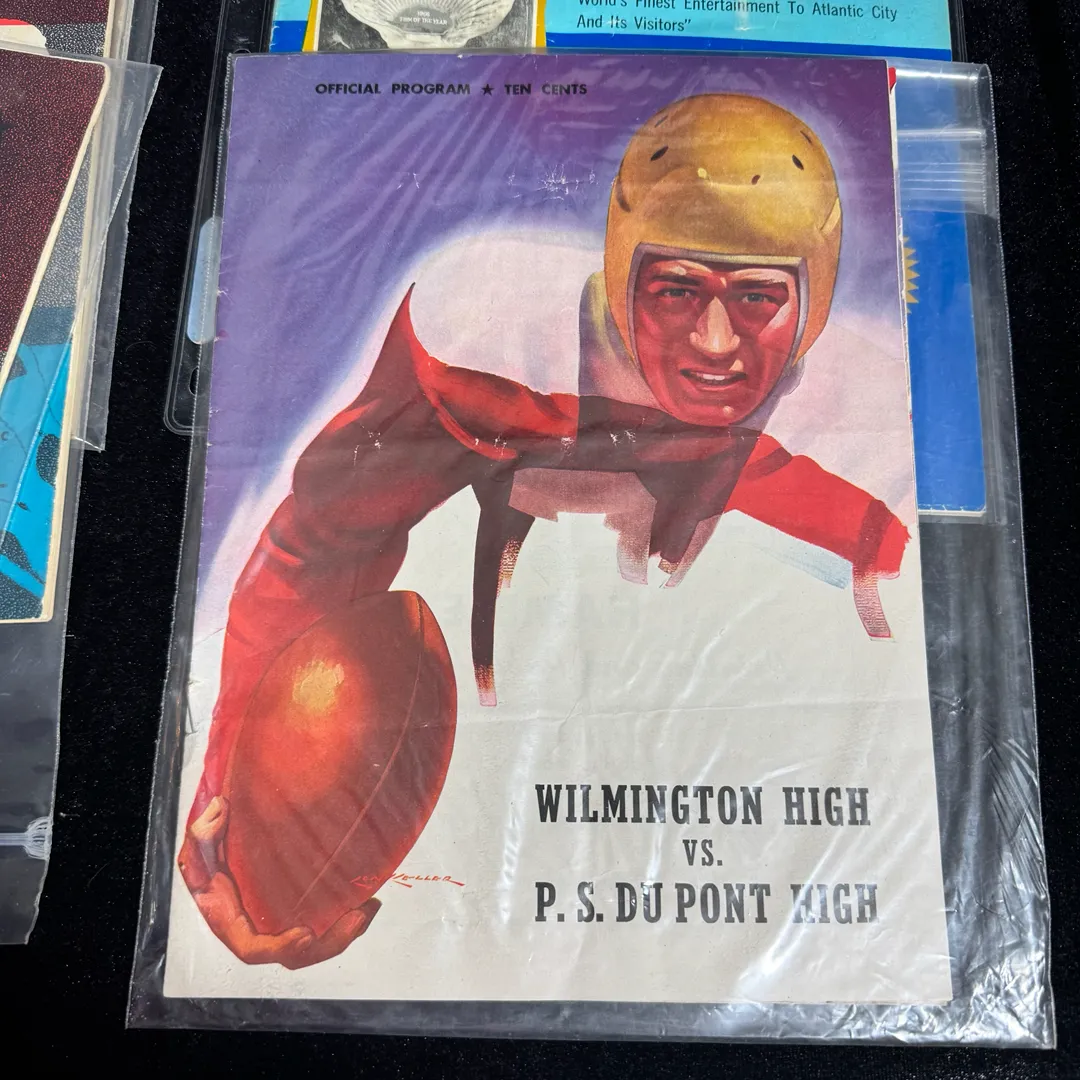 World's Finest Entertainment To Atlantic City
And Its Visitors"
OFFICIAL PROGRAM ★ TEN CENTS
WILMINGTON HIGH
VS.
P. S. DU PONT HIGH